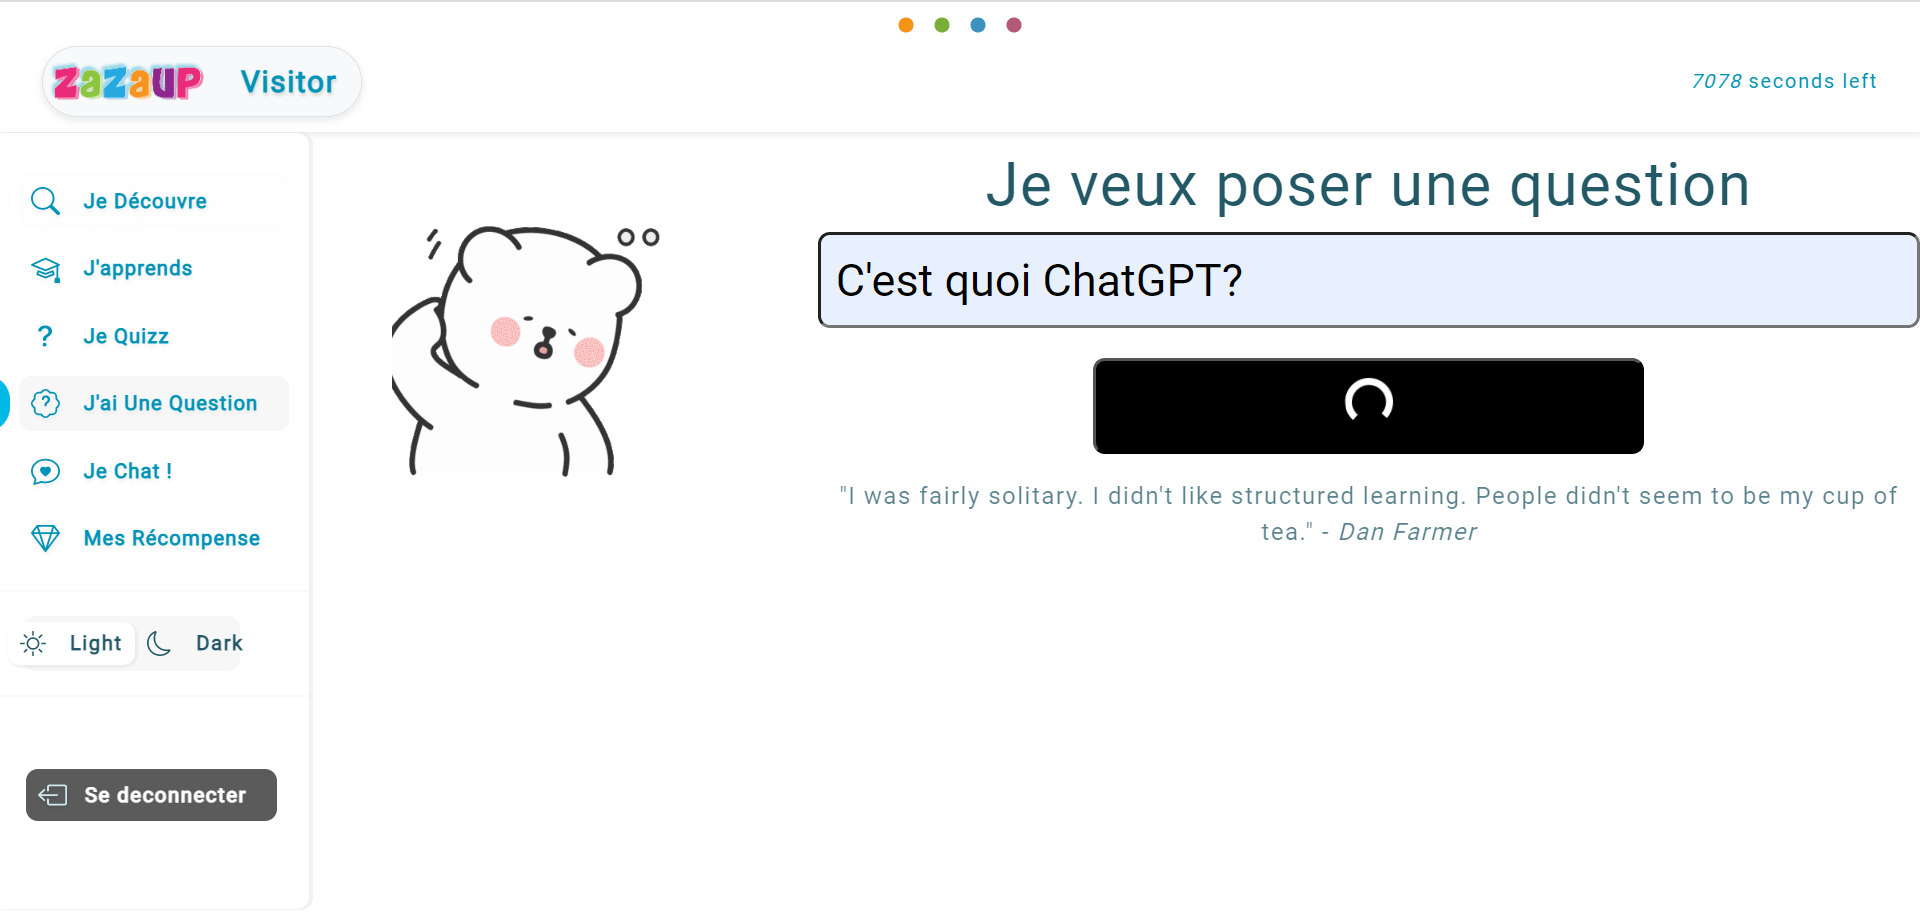 zazaUP Visitor
7078 seconds left
Je Découvre
J'apprends
? Je Quizz
? J'ai Une Question
Je Chat !
Mes Récompense
Light Dark
Se deconnecter
Je veux poser une question
C'est quoi ChatGPT?
"I was fairly solitary. I didn't like structured learning. People didn't seem to be my cup of
tea." - Dan Farmer